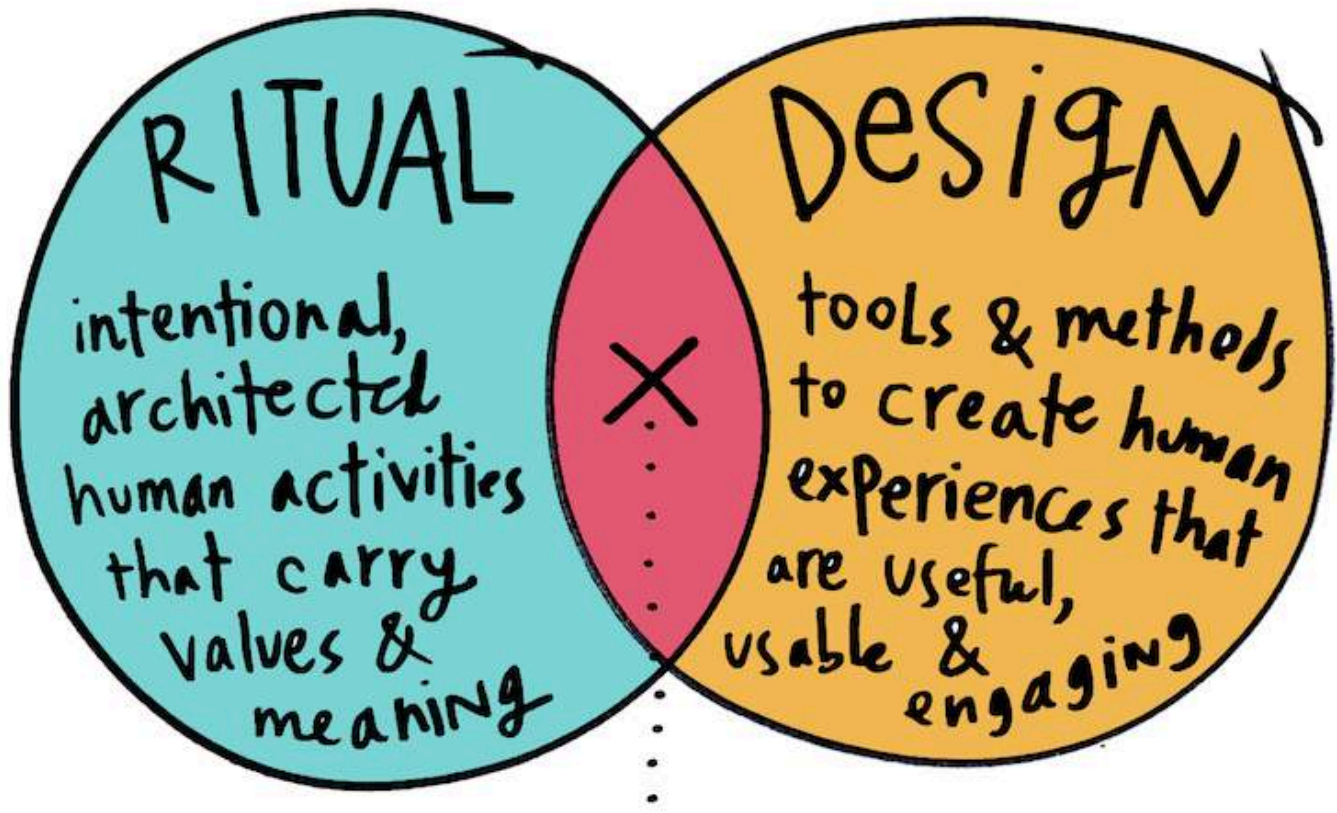 RITUAL
intentional,
architected
human activities
that carry
values &
meaning
X
DesigN
tools & methods
to create human
experiences that
are useful,
usable &
engaging